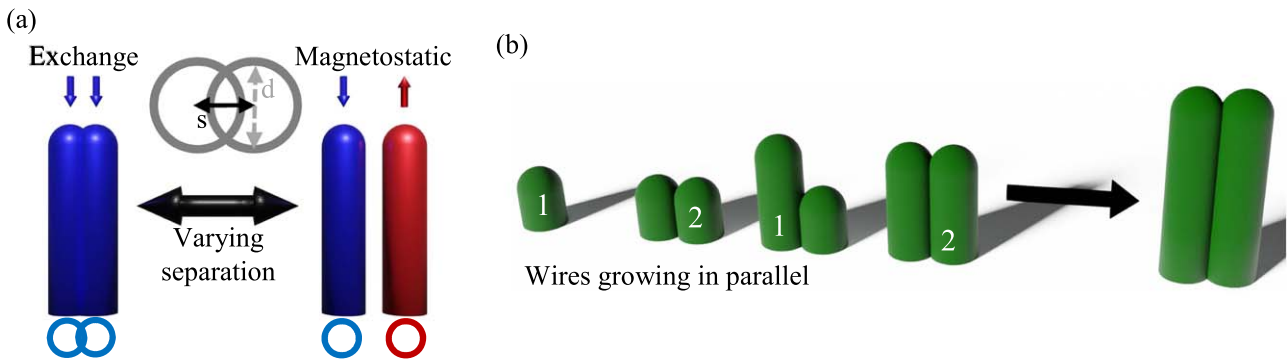 (a)
Exchange
Magnetostatic
d
s
Varying
separation
(b)
1
2
1
2
Wires growing in parallel